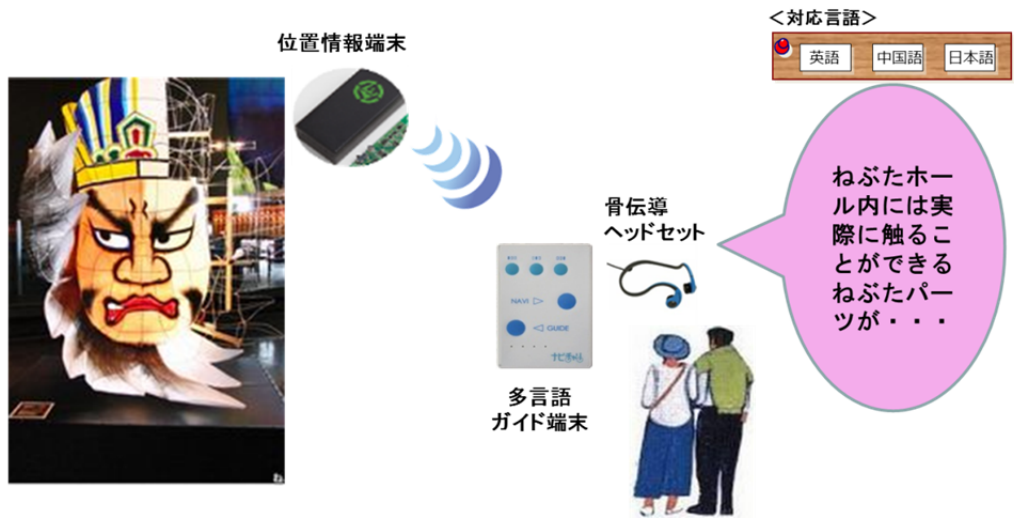 位置情報端末
＜対応言語＞
英語
中国語
日本語
骨伝導
ヘッドセット
ねぶたホー
ル内には実
際に触るこ
とができる
ねぶたパー
ツが・・・
NAVI ▷
◁ GUIDE
多言語
ガイド端末